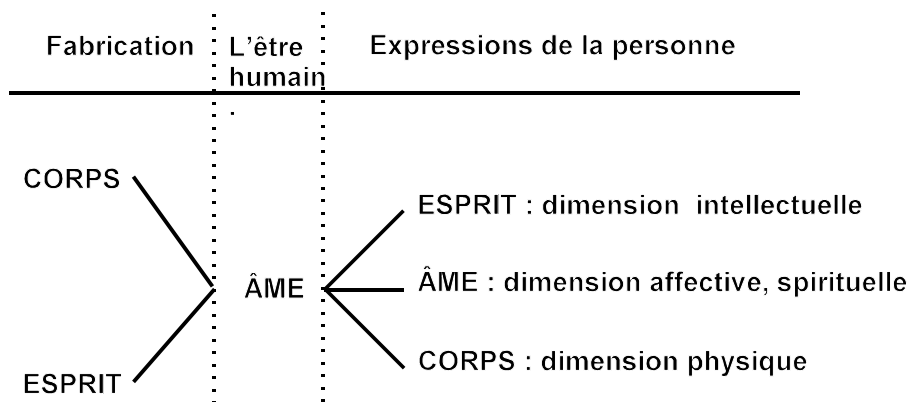 Fabrication
L'être
humain
.
Expressions de la personne
CORPS
ESPRIT
ÂME
ESPRIT : dimension intellectuelle
ÂME : dimension affective, spirituelle
CORPS : dimension physique